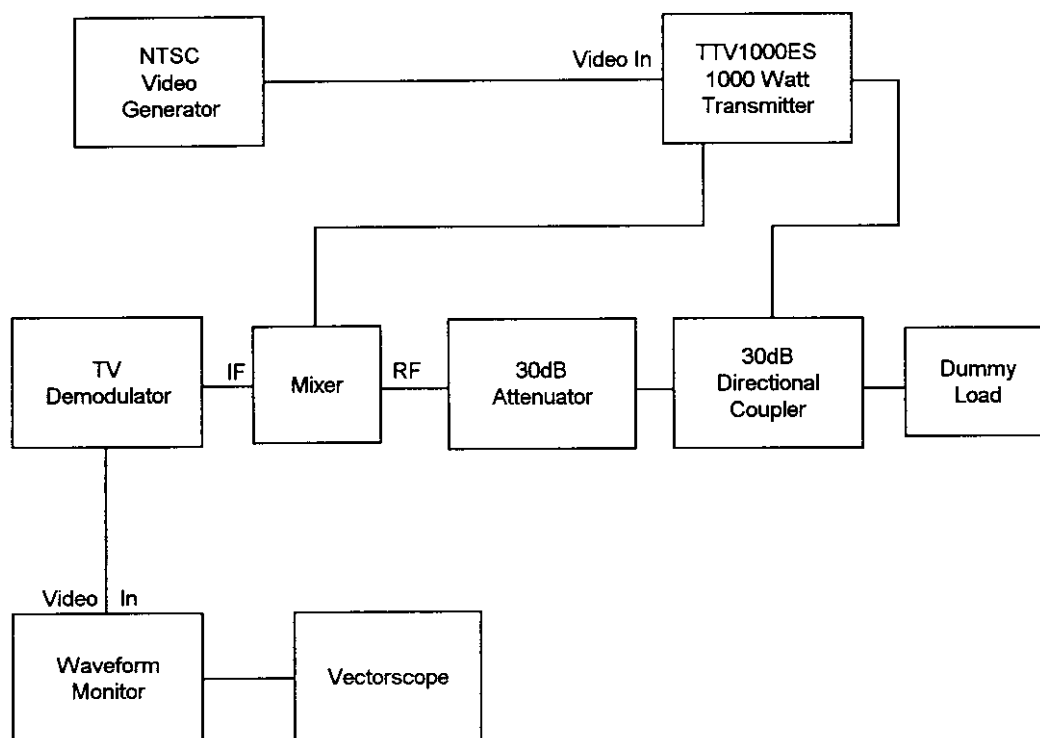 NTSC
Video
Generator
Video In
TTV1000ES
1000 Watt
Transmitter
TV
Demodulator
IF
Mixer
RF
30dB
Attenuator
30dB
Directional
Coupler
Dummy
Load
Video In
Waveform
Monitor
Vectorscope